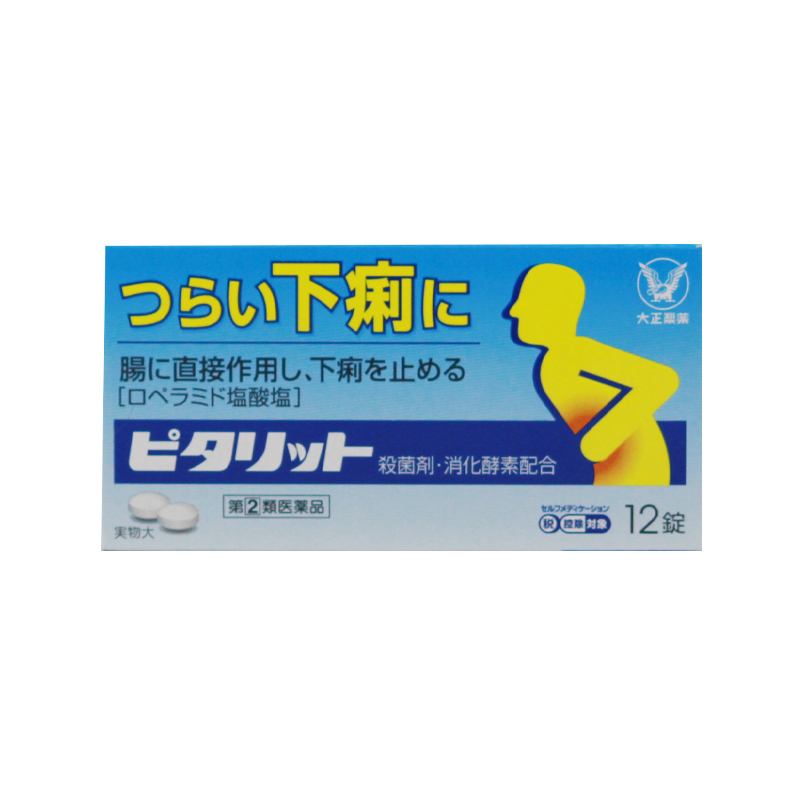 つらい下痢に
大正製薬
腸に直接作用し、下痢を止める
[ロペラミド塩酸塩]
ピタリット 殺菌剤・消化酵素配合
実物大
第2類医薬品
セルフメディケーション
税 控除 対象
12錠